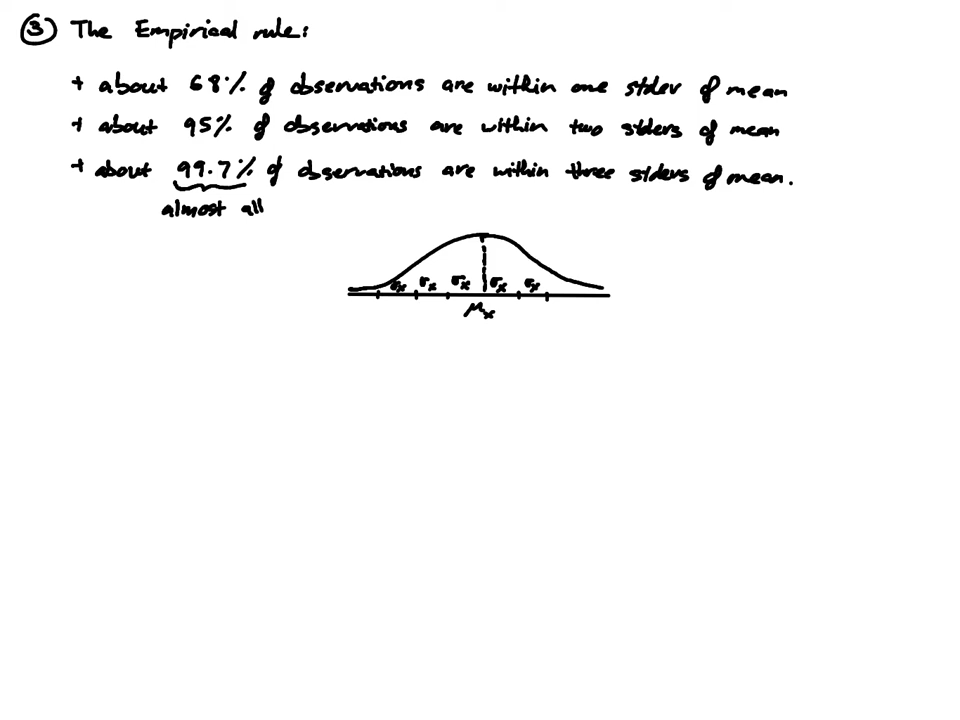 ③ The Empirical rule:
+ about 68% of observations are within one stdev of mean
+ about 95% of observations are within two stdevs of mean
+ about 99.7% of observations are within three stdevs of mean.
almost all
σx σx σx σx σx
μx